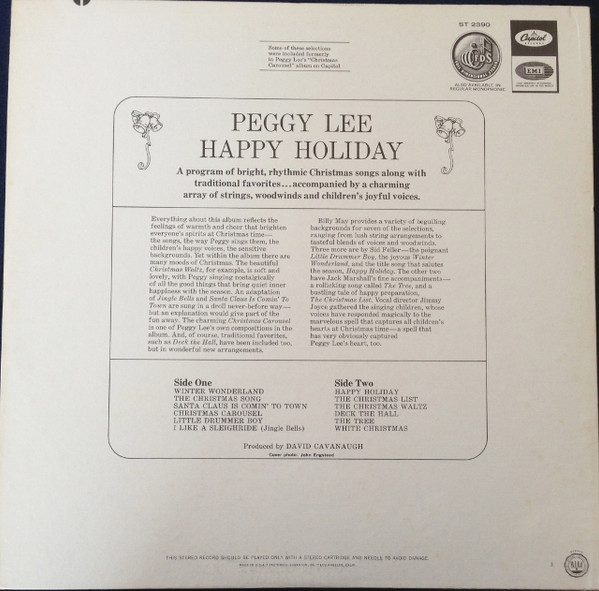 ST 2390
Capitol
RECORDS
FDS
EMI
ALSO AVAILABLE IN
REGULAR MONOPHONIC
Some of these selections
were included formerly
in Peggy Lee's "Christmas
Carousel" album on Capitol
PEGGY LEE
HAPPY HOLIDAY
A program of bright, rhythmic Christmas songs along with
traditional favorites...accompanied by a charming
array of strings, woodwinds and children's joyful voices.
Everything about this album reflects the
feelings of warmth and cheer that brighten
everyone's spirits at Christmas time—
the songs, the way Peggy sings them, the
children's happy voices, the sensitive
backgrounds. Yet within the album there are
many moods of Christmas. The beautiful
Christmas Waltz, for example, is soft and
lovely, with Peggy singing nostalgically
of all the good things that bring quiet inner
happiness with the season. An adaptation
of Jingle Bells and Santa Claus Is Comin' To
Town are sung in a droll never-before way—
but an explanation would give part of the
fun away. The charming Christmas Carousel
is one of Peggy Lee's own compositions in the
album. And, of course, traditional favorites,
such as Deck the Hall, have been included too,
but in wonderful new arrangements.
Billy May provides a variety of beguiling
backgrounds for seven of the selections,
ranging from lush string arrangements to
tasteful blends of voices and woodwinds.
Three more are by Sid Feller—the poignant
Little Drummer Boy, the joyous Winter
Wonderland, and the title song that salutes
the season, Happy Holiday. The other two
have Jack Marshall's fine accompaniments—
a rollicking song called The Tree, and a
bustling tale of happy preparation,
The Christmas List. Vocal director Jimmy
Joyce gathered the singing children, whose
voices have responded magically to the
marvelous spell that captures all children's
hearts at Christmas time—a spell that
has very obviously captured
Peggy Lee's heart, too.
Side One
WINTER WONDERLAND
THE CHRISTMAS SONG
SANTA CLAUS IS COMIN' TO TOWN
CHRISTMAS CAROUSEL
LITTLE DRUMMER BOY
I LIKE A SLEIGHRIDE (Jingle Bells)
Side Two
HAPPY HOLIDAY
THE CHRISTMAS LIST
THE CHRISTMAS WALTZ
DECK THE HALL
THE TREE
WHITE CHRISTMAS
Produced by DAVID CAVANAUGH
Cover photo: John Engstead
THIS STEREO RECORD SHOULD BE PLAYED ONLY WITH A STEREO CARTRIDGE AND NEEDLE TO AVOID DAMAGE.
RIAA